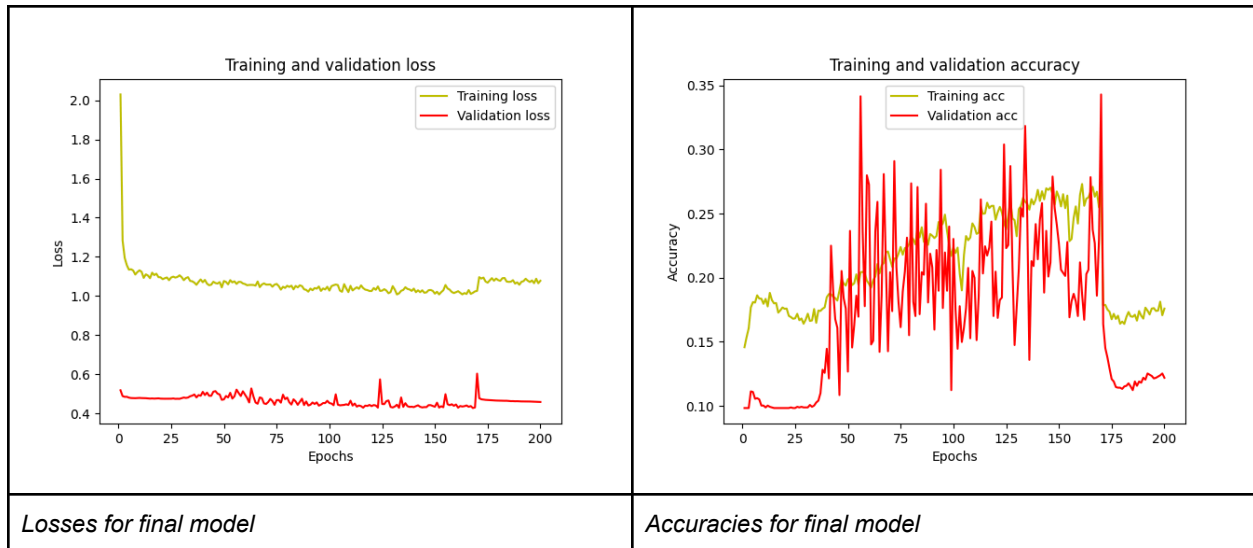 Training and validation loss
Training loss
Validation loss
2.0
1.8
1.6
1.4
1.2
1.0
0.8
0.6
0.4
Loss
0 25 50 75 100 125 150 175 200
Epochs
Training and validation accuracy
Training acc
Validation acc
0.35
0.30
0.25
0.20
0.15
0.10
Accuracy
0 25 50 75 100 125 150 175 200
Epochs
Losses for final model
Accuracies for final model